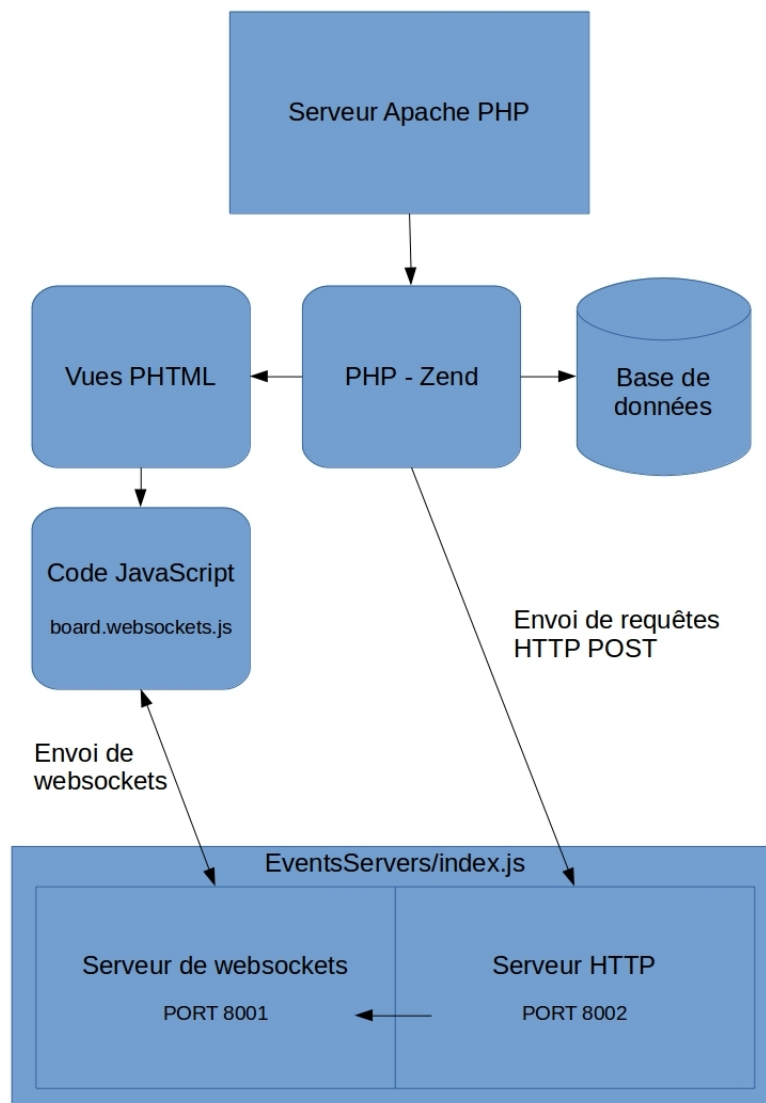 Serveur Apache PHP
Vues PHTML
PHP - Zend
Base de
données
Code JavaScript
board.websockets.js
Envoi de requêtes
HTTP POST
Envoi de
websockets
EventsServers/index.js
Serveur de websockets
PORT 8001
Serveur HTTP
PORT 8002